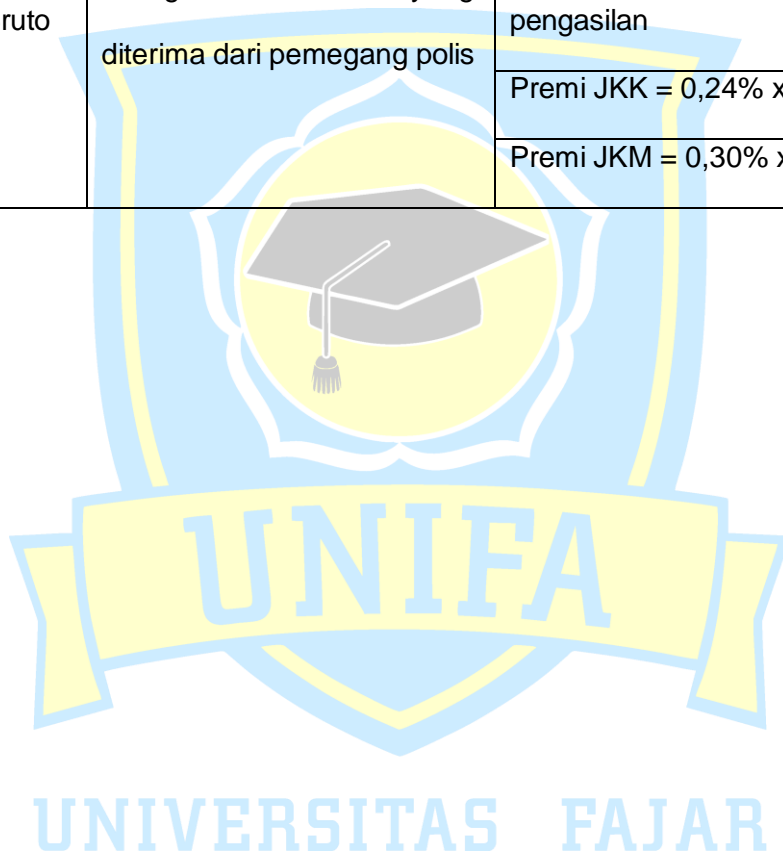 ruto
diterima dari pemegang polis
pengasilan
Premi JKK = 0,24% x
Premi JKM = 0,30% x
UNIFA
UNIVERSITAS FAJAR